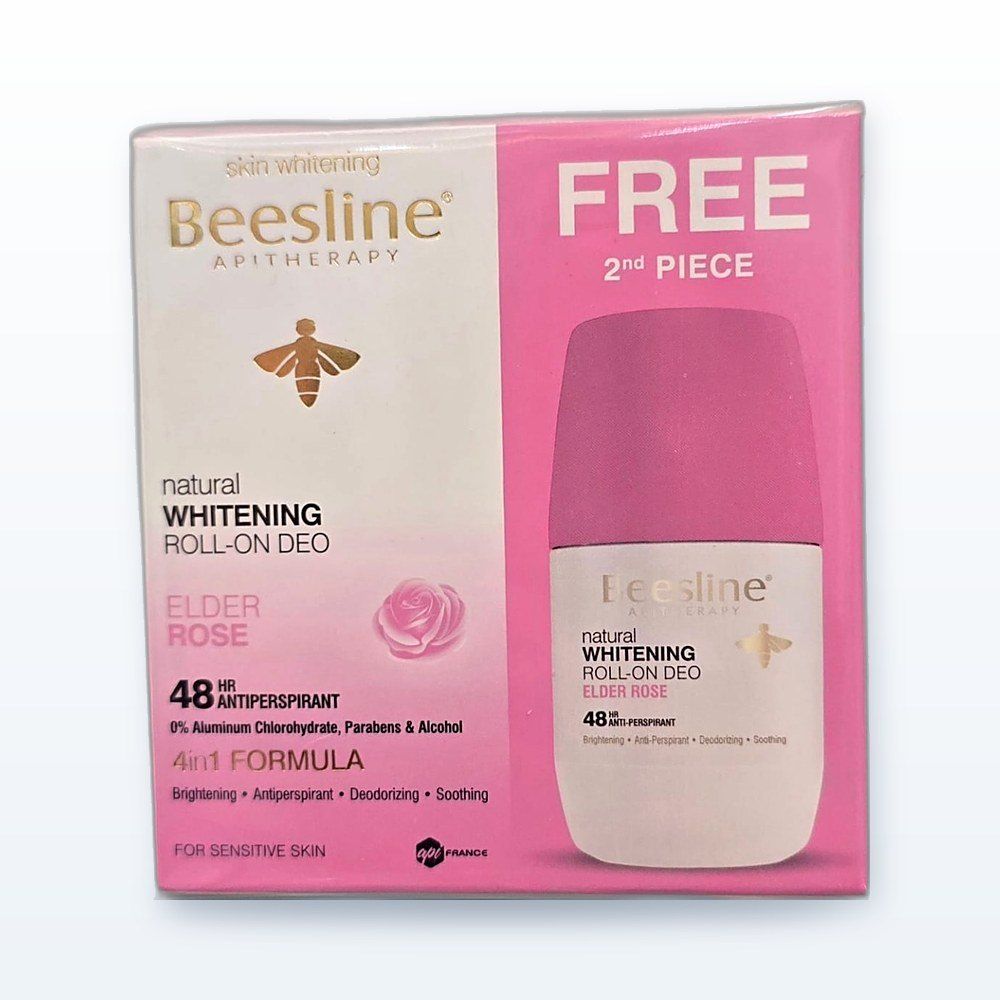 skin whitening
Beesline®
APITHERAPY
natural
WHITENING
ROLL-ON DEO
ELDER
ROSE
48 HR ANTIPERSPIRANT
0% Aluminum Chlorohydrate, Parabens & Alcohol
4in1 FORMULA
Brightening • Antiperspirant • Deodorizing • Soothing
FOR SENSITIVE SKIN
api FRANCE
FREE
2nd PIECE
Beesline®
APITHERAPY
natural
WHITENING
ROLL-ON DEO
ELDER ROSE
48 HR ANTI-PERSPIRANT
Brightening • Anti-Perspirant • Deodorizing • Soothing